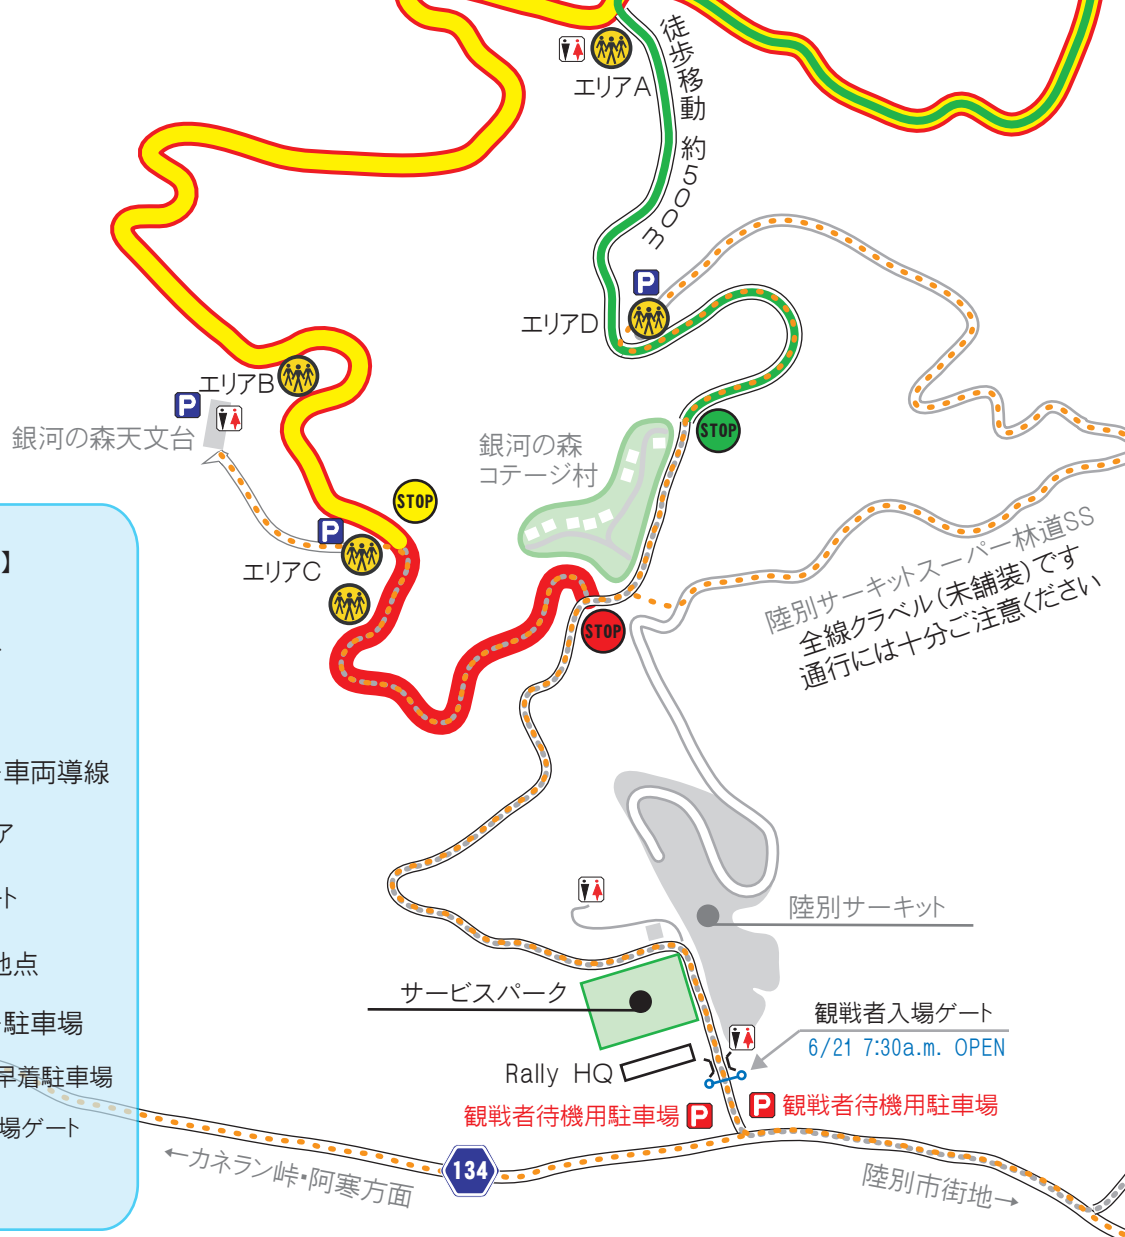 徒歩移動 約500m
エリアA
エリアD
P
エリアB
P
銀河の森天文台
銀河の森
コテージ村
STOP
STOP
P
エリアC
】
STOP
陸別サーキットスーパー林道SS
全線クラベル(未舗装)です
通行には十分ご注意ください
車両導線
ア
ート
地点
駐車場
早着駐車場
場ゲート
陸別サーキット
サービスパーク
観戦者入場ゲート
6/21 7:30a.m. OPEN
Rally HQ
観戦者待機用駐車場 P
P 観戦者待機用駐車場
←カネラン峠・阿寒方面
134
陸別市街地→